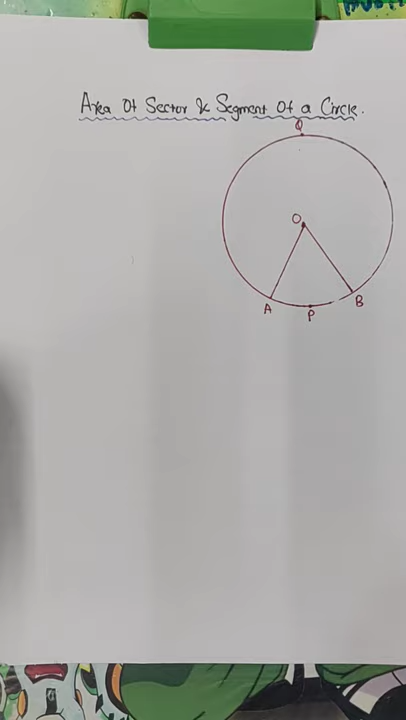 Area Of Sector & Segment Of a Circle.
Q
O
A
P
B